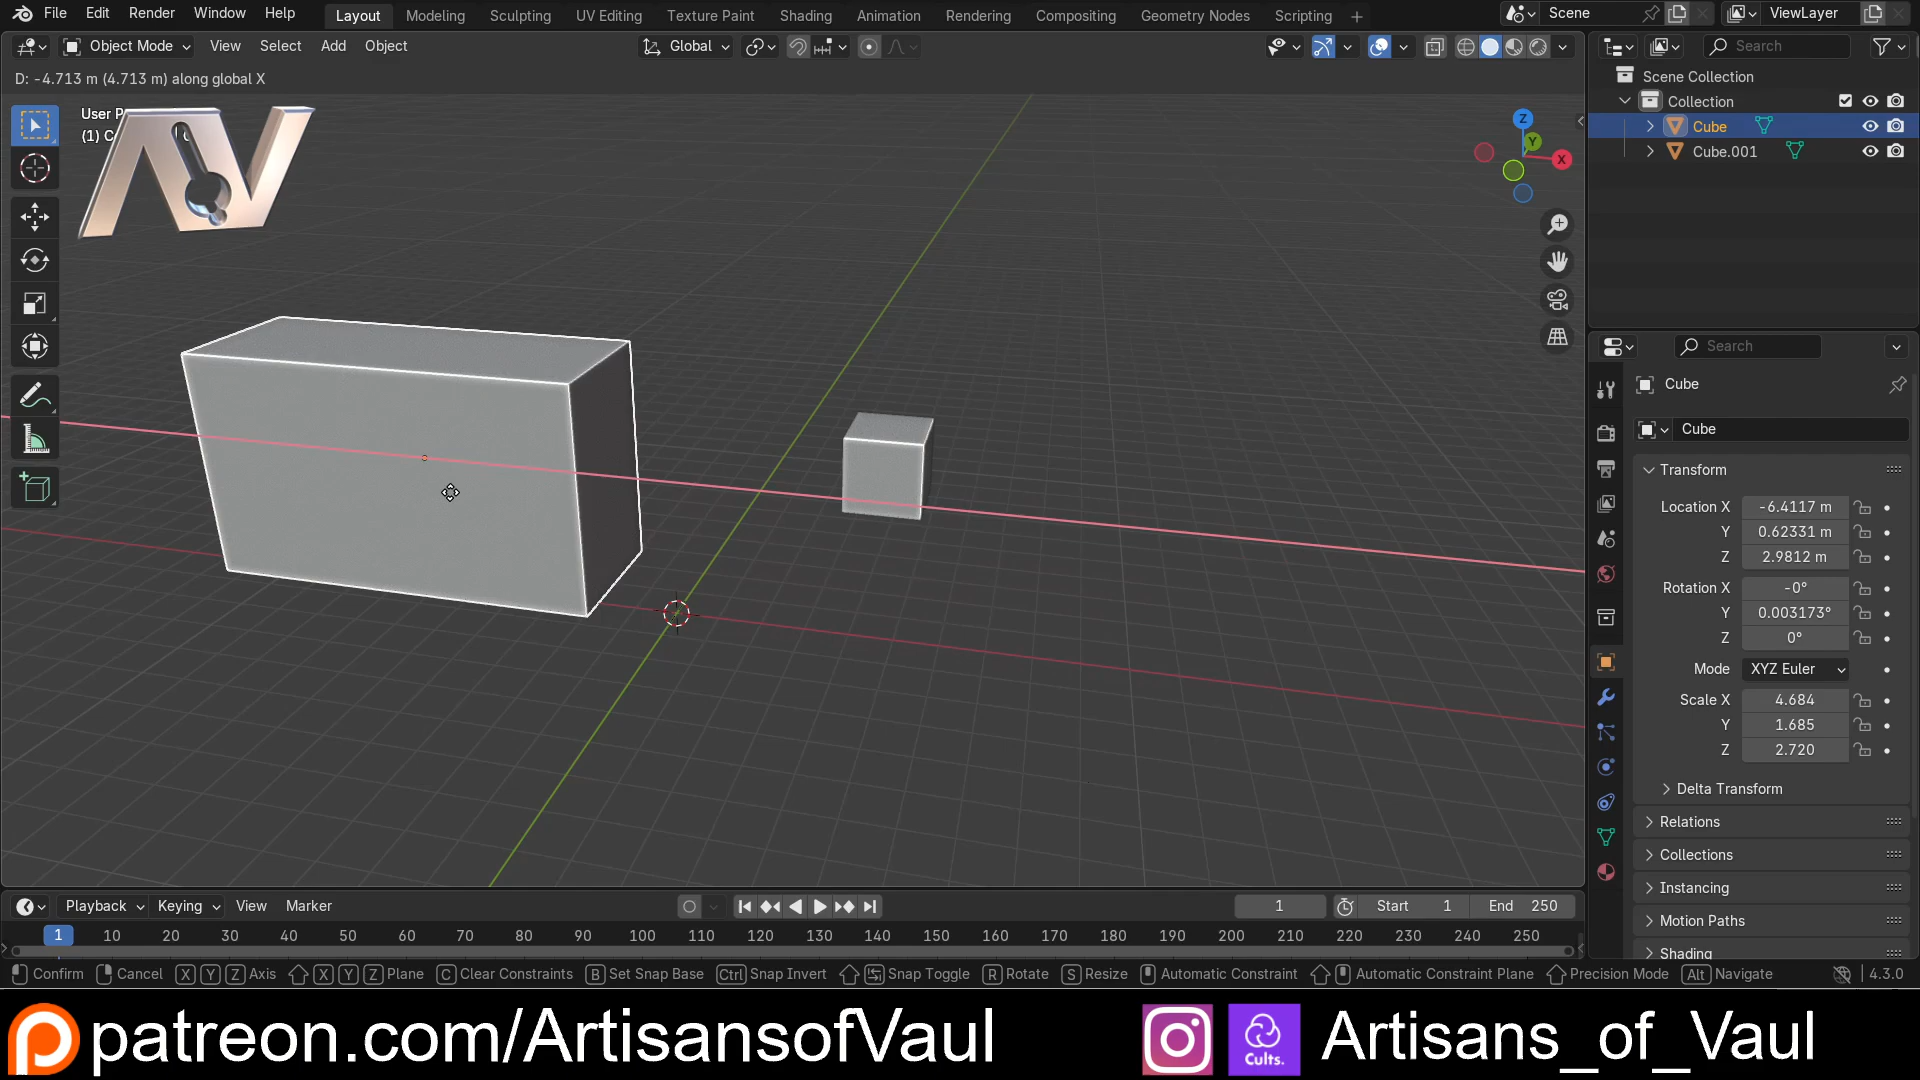 File Edit Render Window Help Layout Modeling Sculpting UV Editing Texture Paint Shading Animation Rendering Compositing Geometry Nodes Scripting + Scene ViewLayer
Object Mode View Select Add Object Global Search
D: -4.713 m (4.713 m) along global X
User P
(1) C
Z
Y
X
Scene Collection
Collection
Cube
Cube.001
Search
Cube
Cube
Transform
Location X -6.4117 m
Y 0.62331 m
Z 2.9812 m
Rotation X -0°
Y 0.003173°
Z 0°
Mode XYZ Euler
Scale X 4.684
Y 1.685
Z 2.720
Delta Transform
Relations
Collections
Instancing
Motion Paths
Shading
Playback Keying View Marker 1 Start 1 End 250
1 10 20 30 40 50 60 70 80 90 100 110 120 130 140 150 160 170 180 190 200 210 220 230 240 250
Confirm Cancel X Y Z Axis X Y Z Plane C Clear Constraints B Set Snap Base Ctrl Snap Invert Snap Toggle R Rotate S Resize Automatic Constraint Automatic Constraint Plane Precision Mode Alt Navigate 4.3.0
patreon.com/ArtisansofVaul Cults. Artisans_of_Vaul